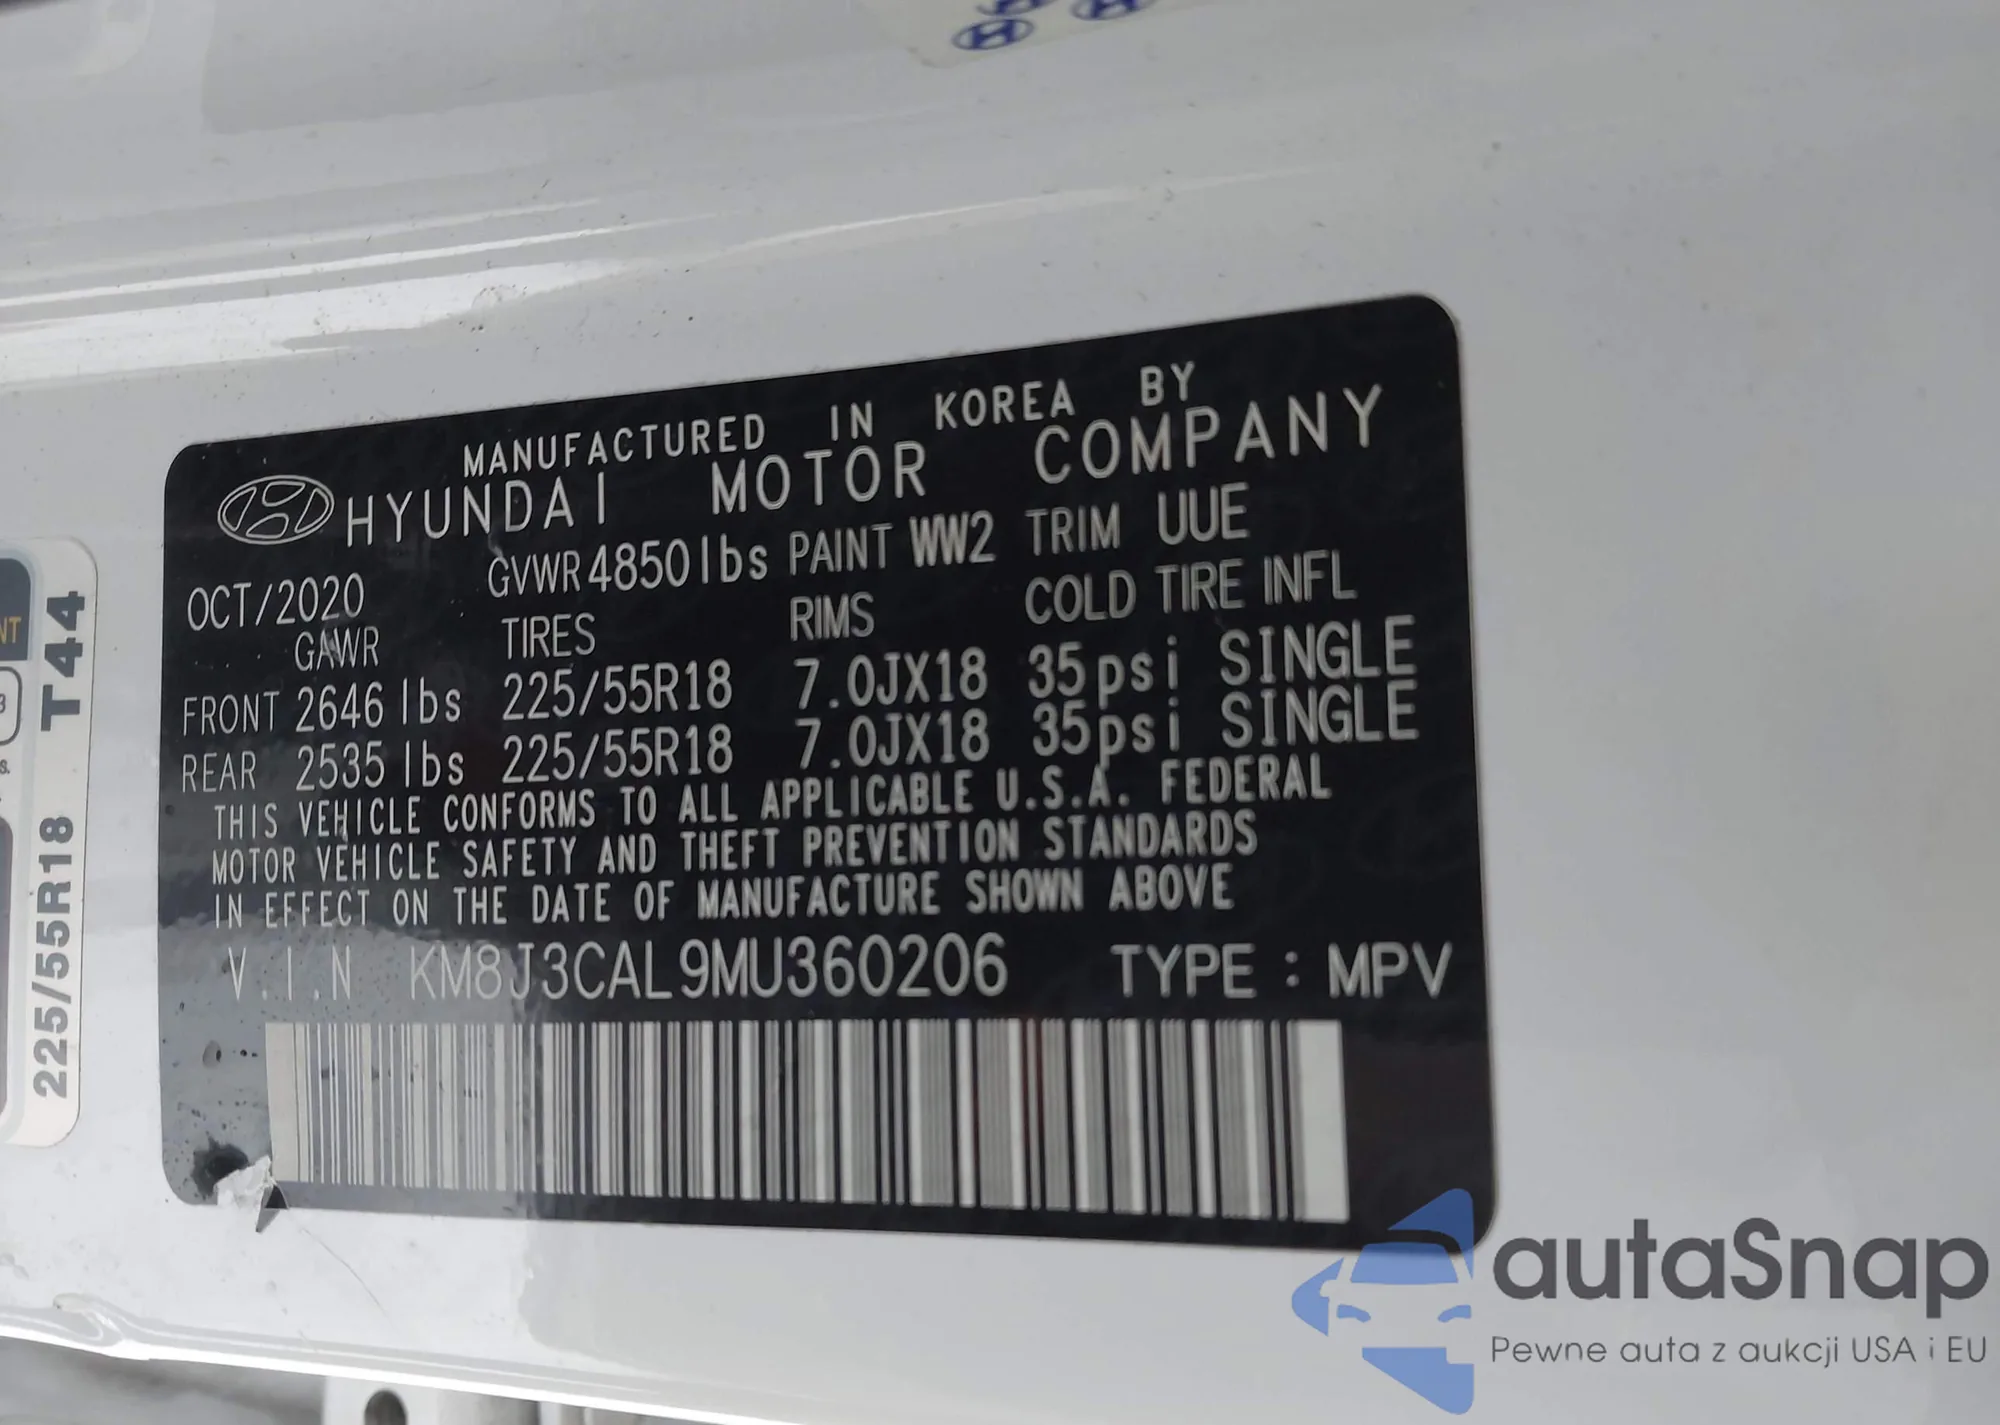 MANUFACTURED IN KOREA BY
HYUNDAI MOTOR COMPANY
OCT/2020 GVWR 4850lbs PAINT WW2 TRIM UUE
GAWR TIRES RIMS COLD TIRE INFL
FRONT 2646 lbs 225/55R18 7.0JX18 35psi SINGLE
REAR 2535 lbs 225/55R18 7.0JX18 35psi SINGLE
THIS VEHICLE CONFORMS TO ALL APPLICABLE U.S.A. FEDERAL
MOTOR VEHICLE SAFETY AND THEFT PREVENTION STANDARDS
IN EFFECT ON THE DATE OF MANUFACTURE SHOWN ABOVE
V.I.N KM8J3CAL9MU360206 TYPE : MPV
225/55R18 T44
autaSnap
Pewne auta z aukcji USA i EU